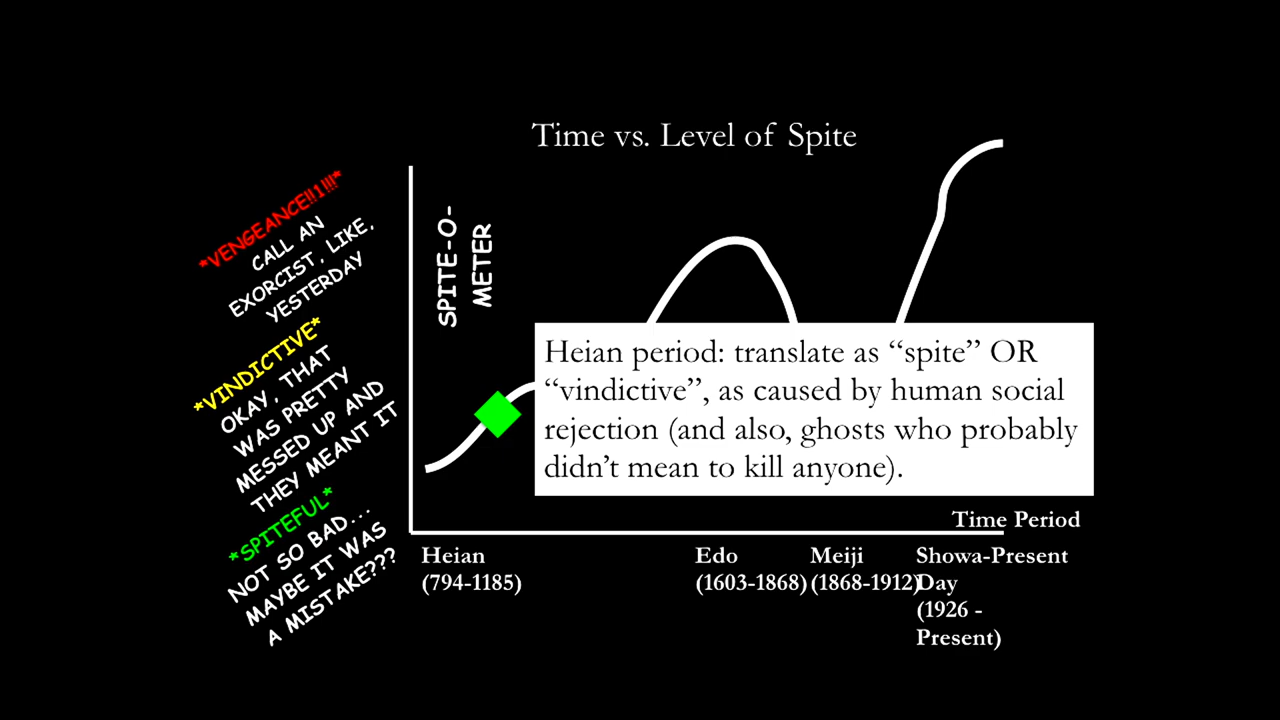 Time vs. Level of Spite
*VENGEANCE!!1!!!*
CALL AN
EXORCIST, LIKE,
YESTERDAY
*VINDICTIVE*
OKAY, THAT
WAS PRETTY
MESSED UP AND
THEY MEANT IT
*SPITEFUL*
NOT SO BAD...
MAYBE IT WAS
A MISTAKE???
SPITE-O-
METER
Heian period: translate as “spite” OR
“vindictive”, as caused by human social
rejection (and also, ghosts who probably
didn’t mean to kill anyone).
Time Period
Heian
(794-1185)
Edo
(1603-1868)
Meiji
(1868-1912)
Showa-Present
Day
(1926 -
Present)